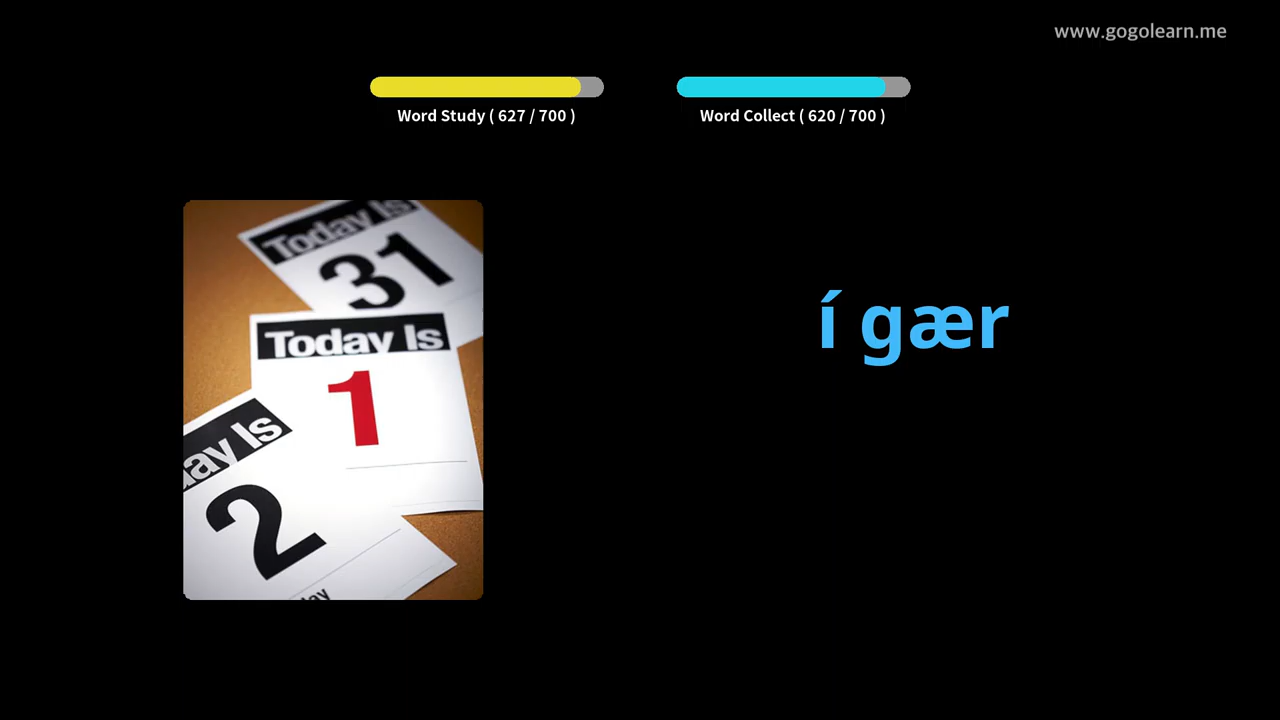 www.gogolearn.me
Word Study ( 627 / 700 )
Word Collect ( 620 / 700 )
Today Is
31
Today Is
1
ay Is
2
í gær